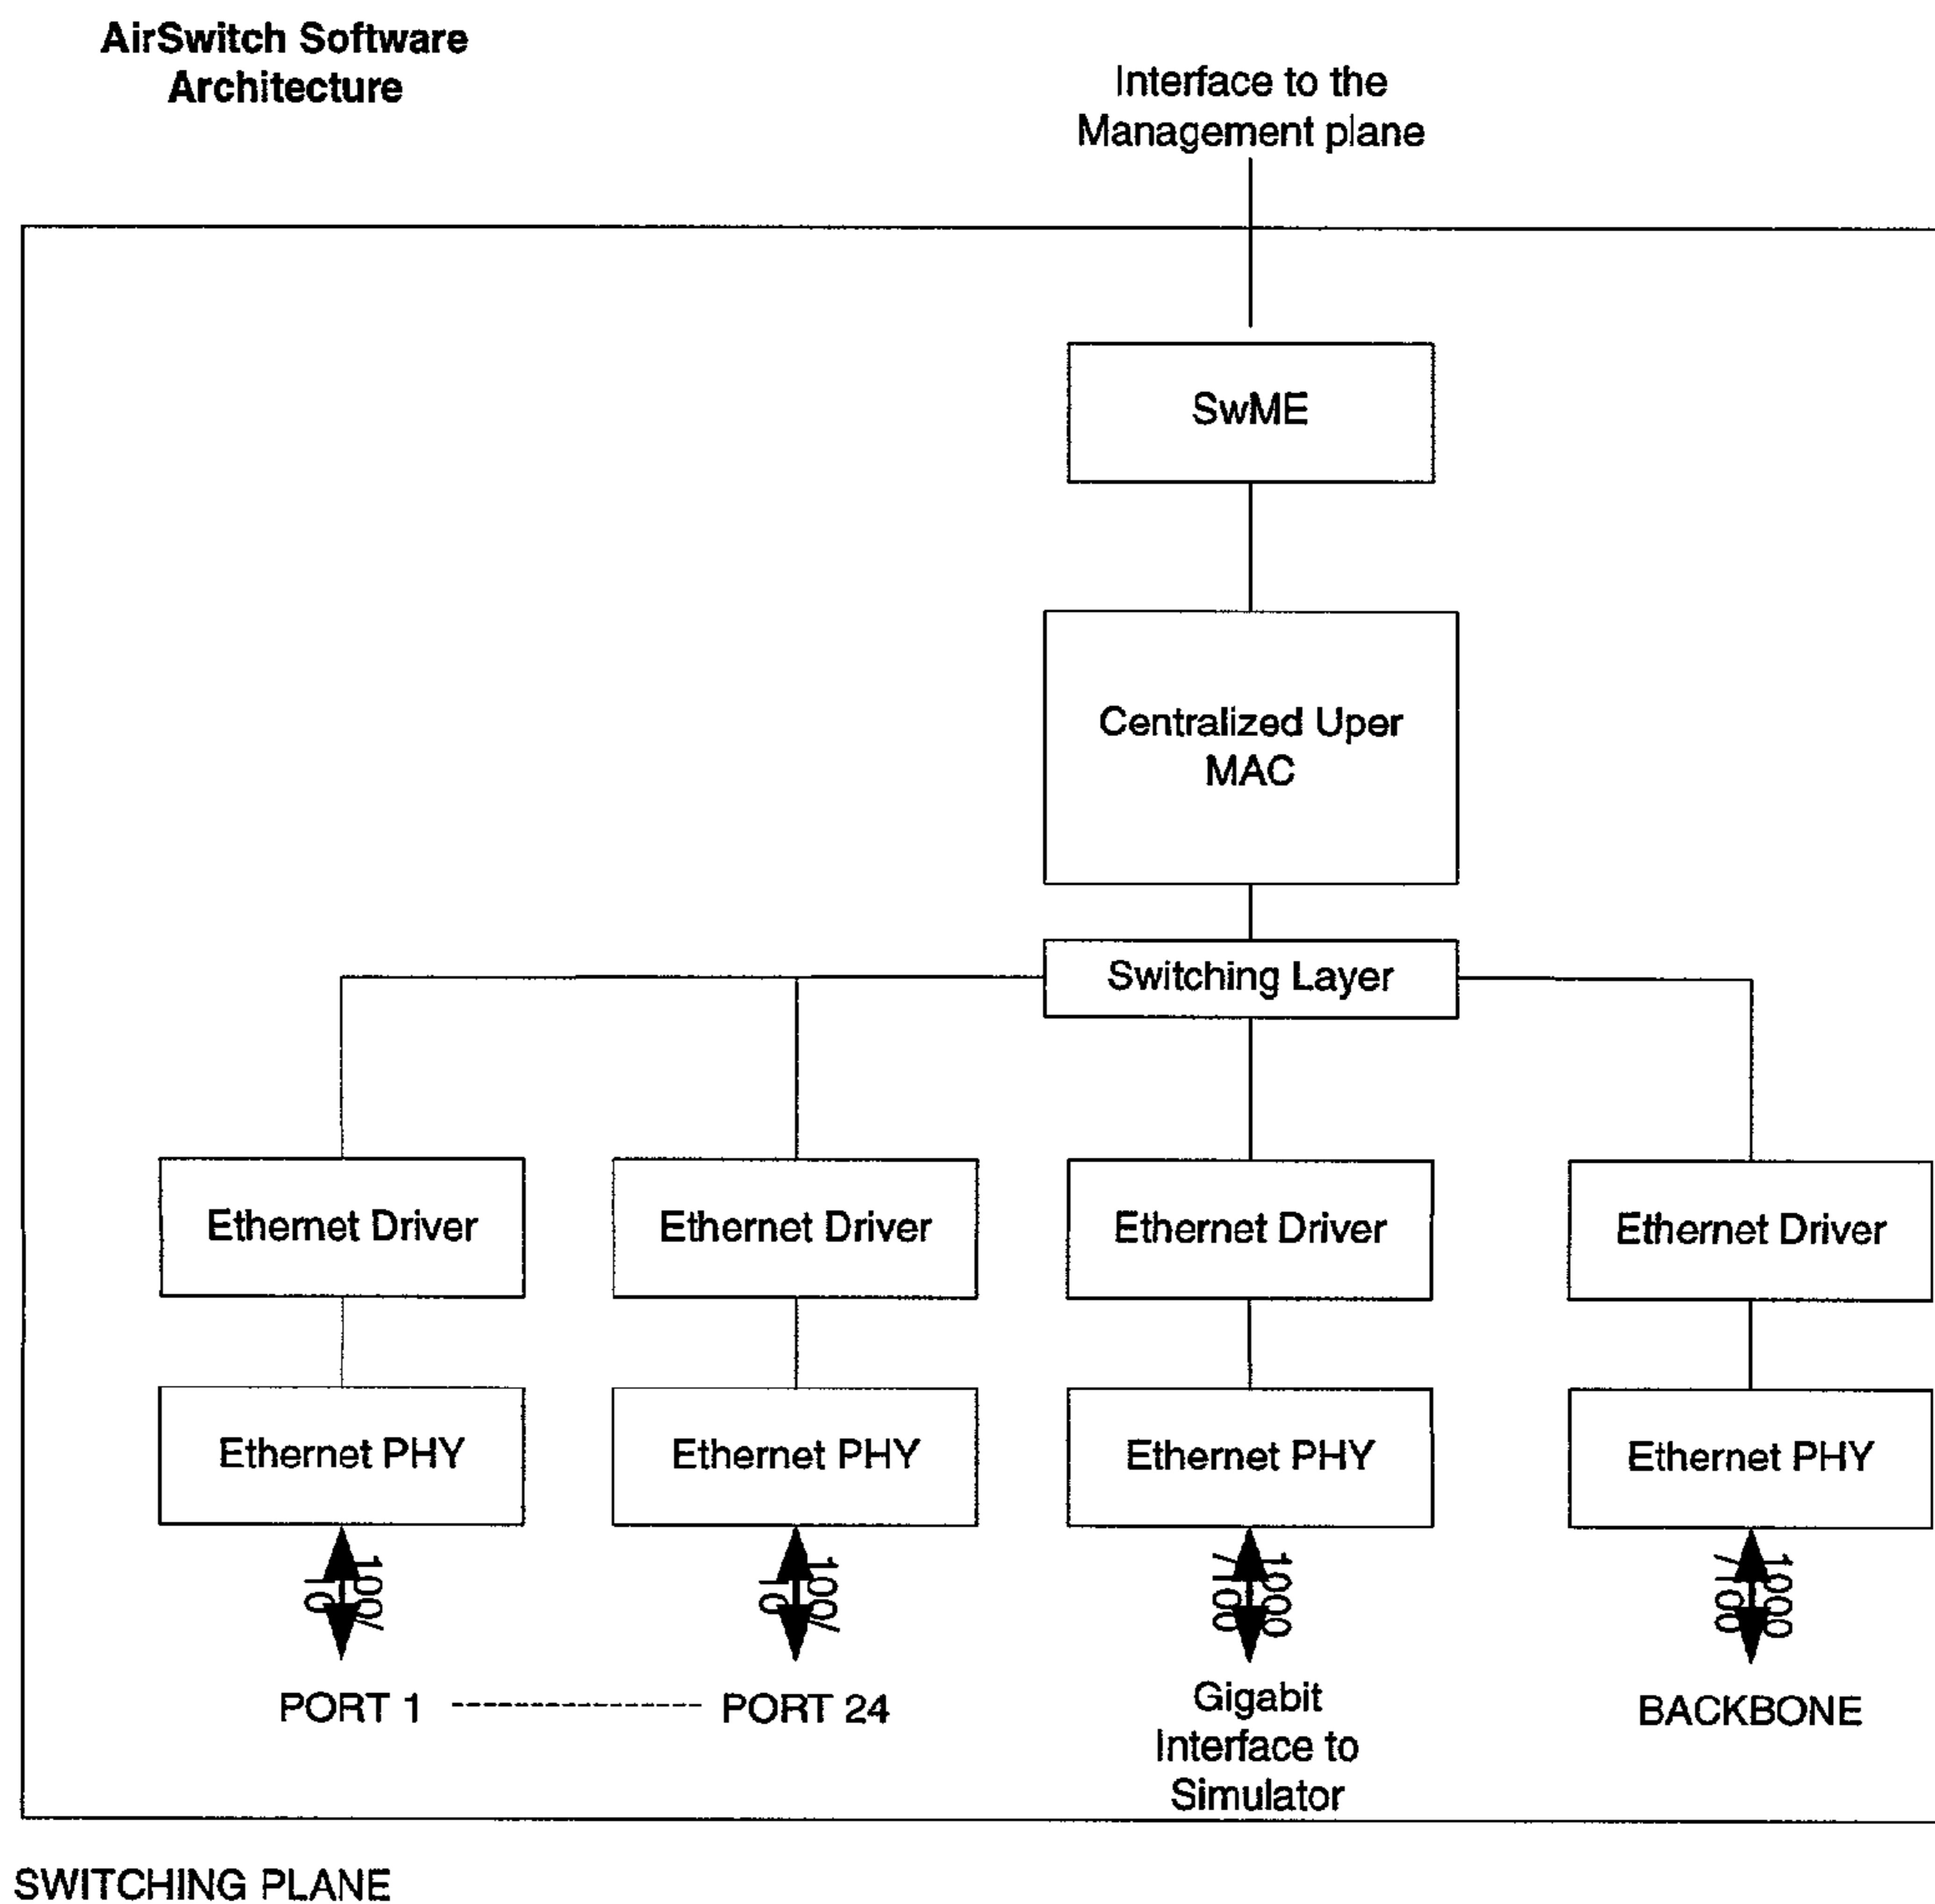 AirSwitch Software
Architecture
Interface to the
Management plane
SwME
Centralized Uper
MAC
Switching Layer
Ethernet Driver
Ethernet Driver
Ethernet Driver
Ethernet Driver
Ethernet PHY
Ethernet PHY
Ethernet PHY
Ethernet PHY
100/
10
100/
10
1000
/100
1000
/100
PORT 1 ------------- PORT 24
Gigabit
Interface to
Simulator
BACKBONE
SWITCHING PLANE